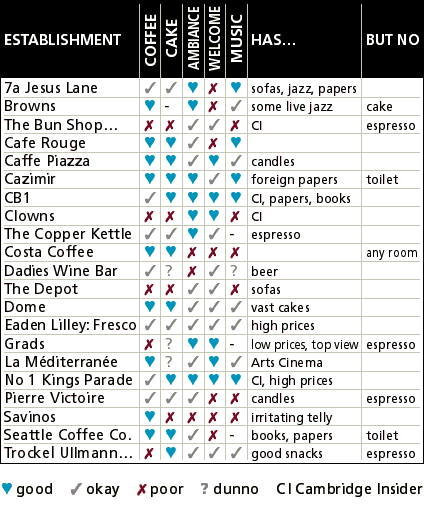 ESTABLISHMENT COFFEE CAKE AMBIANCE WELCOME MUSIC HAS... BUT NO
7a Jesus Lane ✓ ✓ ♥ ✗ ♥ sofas, jazz, papers
Browns ♥ - ♥ ✗ ✓ some live jazz cake
The Bun Shop... ✗ ✗ ✓ ✓ ✗ CI espresso
Cafe Rouge ♥ ♥ ✓ ✗ ♥
Caffe Piazza ♥ ♥ ✓ ♥ ✓ candles
Cazimir ♥ ♥ ♥ ✓ ♥ foreign papers toilet
CB1 ✓ ♥ ♥ ♥ ♥ CI, papers, books
Clowns ✗ ✗ ♥ ♥ ✗ CI
The Copper Kettle ✓ ✓ ♥ ✓ - espresso
Costa Coffee ♥ ♥ ✗ ✗ ✗ any room
Dadies Wine Bar ✓ ? ✗ ✓ ? beer
The Depot ✗ ✗ ✓ ✓ ✗ sofas
Dome ♥ ♥ ✓ ✓ ✓ vast cakes
Eaden Lilley: Fresco ✓ ✓ ✓ ✓ ✓ high prices
Grads ✗ ? ♥ ♥ - low prices, top view espresso
La Méditerranée ♥ ? ✓ ♥ ✓ Arts Cinema
No 1 Kings Parade ✓ ♥ ♥ ♥ ♥ CI, high prices
Pierre Victoire ✓ ✓ ✓ ✗ ✗ candles espresso
Savinos ♥ ✗ ✗ ✗ ✗ irritating telly
Seattle Coffee Co. ♥ ♥ ✓ ✗ - books, papers toilet
Trockel Ullmann... ✗ ♥ ✓ ✓ ✓ good snacks espresso
♥ good ✓ okay ✗ poor ? dunno CI Cambridge Insider